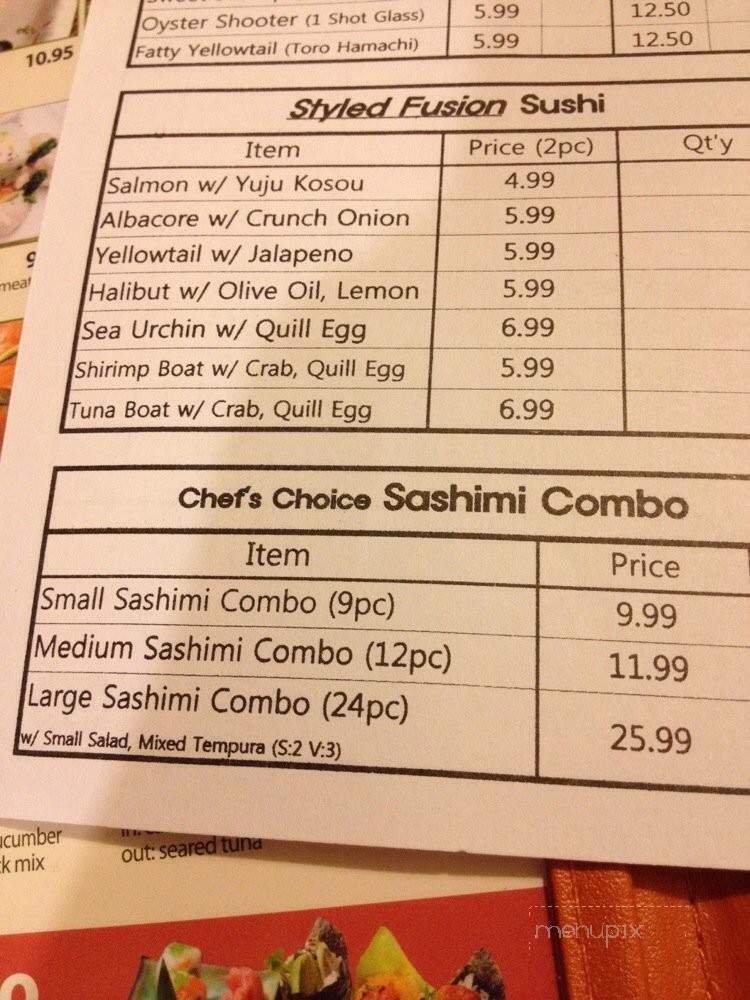 10.95
Oyster Shooter (1 Shot Glass) 5.99 12.50
Fatty Yellowtail (Toro Hamachi) 5.99 12.50
Styled Fusion Sushi
Item Price (2pc) Qt'y
Salmon w/ Yuju Kosou 4.99
Albacore w/ Crunch Onion 5.99
Yellowtail w/ Jalapeno 5.99
Halibut w/ Olive Oil, Lemon 5.99
Sea Urchin w/ Quill Egg 6.99
Shirimp Boat w/ Crab, Quill Egg 5.99
Tuna Boat w/ Crab, Quill Egg 6.99
Chef's Choice Sashimi Combo
Item Price
Small Sashimi Combo (9pc) 9.99
Medium Sashimi Combo (12pc) 11.99
Large Sashimi Combo (24pc)
w/ Small Salad, Mixed Tempura (S:2 V:3) 25.99
ucumber
k mix
out: seared tuna
menupix